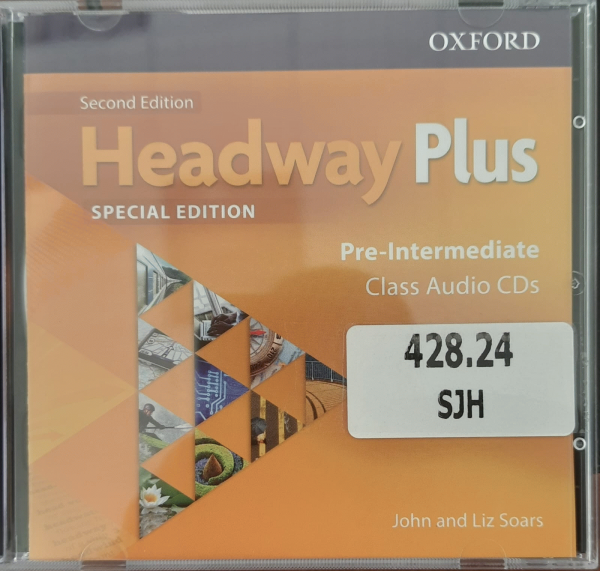 OXFORD
Second Edition
Headway Plus
SPECIAL EDITION
Pre-Intermediate
Class Audio CDs
428.24
SJH
John and Liz Soars